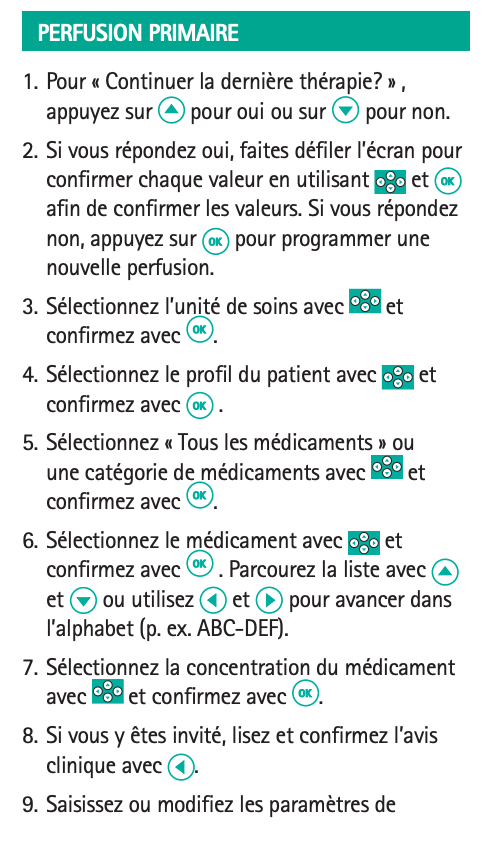 PERFUSION PRIMAIRE
1. Pour « Continuer la dernière thérapie? » ,
appuyez sur pour oui ou sur pour non.
2. Si vous répondez oui, faites défiler l’écran pour
confirmer chaque valeur en utilisant et OK
afin de confirmer les valeurs. Si vous répondez
non, appuyez sur OK pour programmer une
nouvelle perfusion.
3. Sélectionnez l’unité de soins avec et
confirmez avec OK.
4. Sélectionnez le profil du patient avec et
confirmez avec OK .
5. Sélectionnez « Tous les médicaments » ou
une catégorie de médicaments avec et
confirmez avec OK.
6. Sélectionnez le médicament avec et
confirmez avec OK . Parcourez la liste avec
et ou utilisez et pour avancer dans
l’alphabet (p. ex. ABC-DEF).
7. Sélectionnez la concentration du médicament
avec et confirmez avec OK.
8. Si vous y êtes invité, lisez et confirmez l’avis
clinique avec .
9. Saisissez ou modifiez les paramètres de